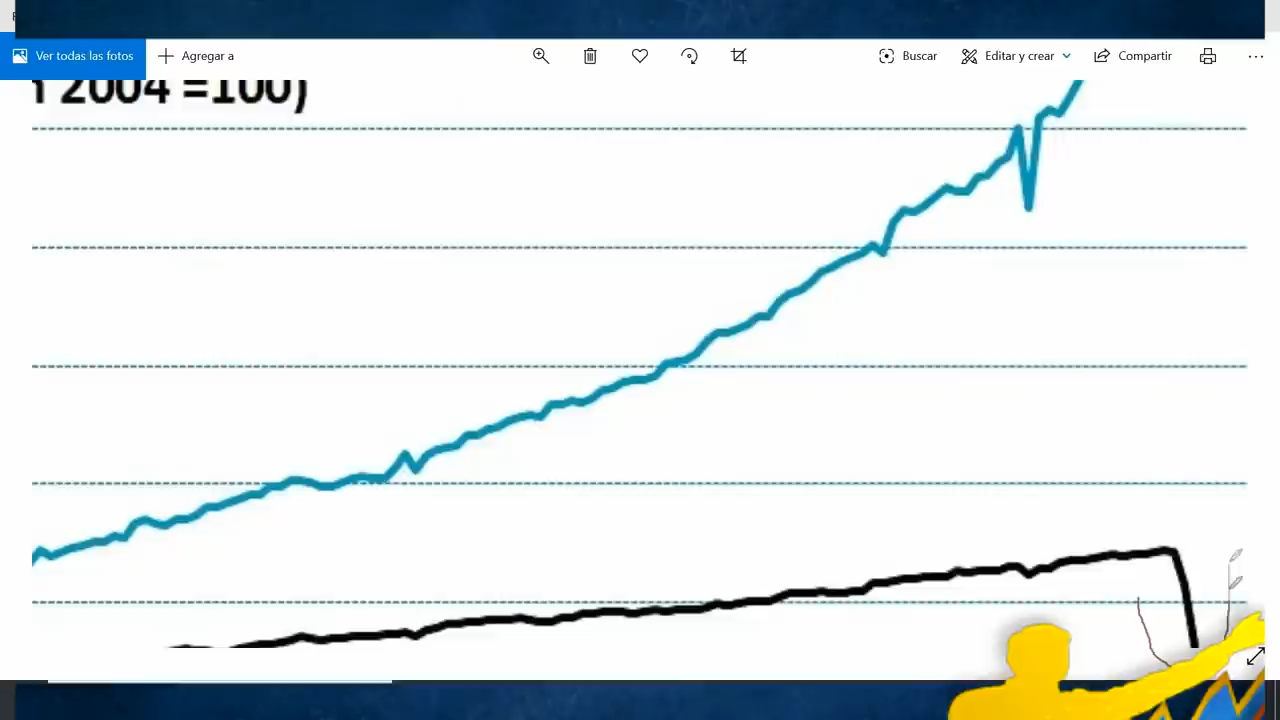 Ver todas las fotos
Agregar a
Buscar
Editar y crear
Compartir
2004 =100)